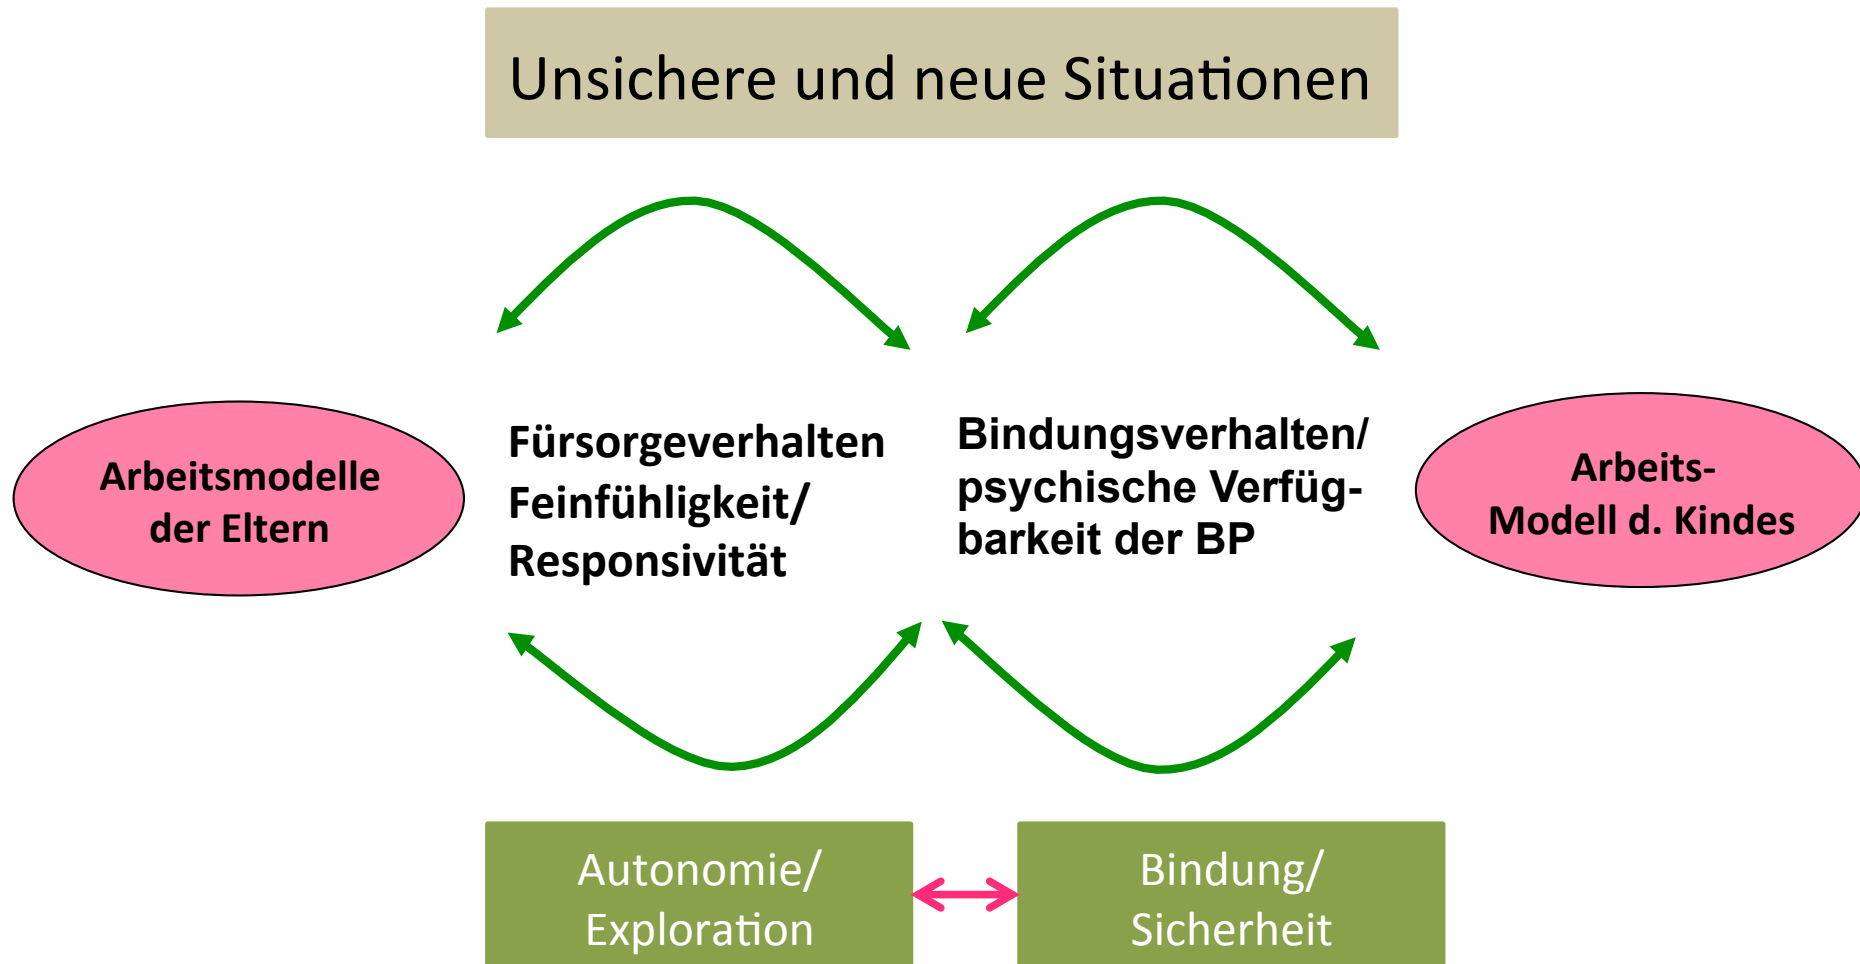 Unsichere und neue Situationen
Arbeitsmodelle
der Eltern
Fürsorgeverhalten
Feinfühligkeit/
Responsivität
Bindungsverhalten/
psychische Verfüg-
barkeit der BP
Arbeits-
Modell d. Kindes
Autonomie/
Exploration
Bindung/
Sicherheit